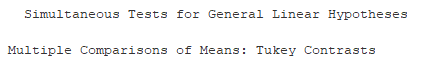 Simultaneous Tests for General Linear Hypotheses
Multiple Comparisons of Means: Tukey Contrasts